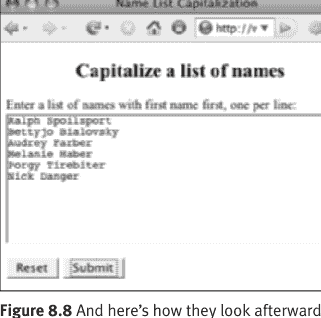 Name List Capitalization
http://v
Capitalize a list of names
Enter a list of names with first name first, one per line:
Ralph Spoilsport
Bettyjo Bialovsky
Audrey Farber
Melanie Haber
Porgy Tirebiter
Nick Danger
Reset Submit
Figure 8.8 And here's how they look afterward